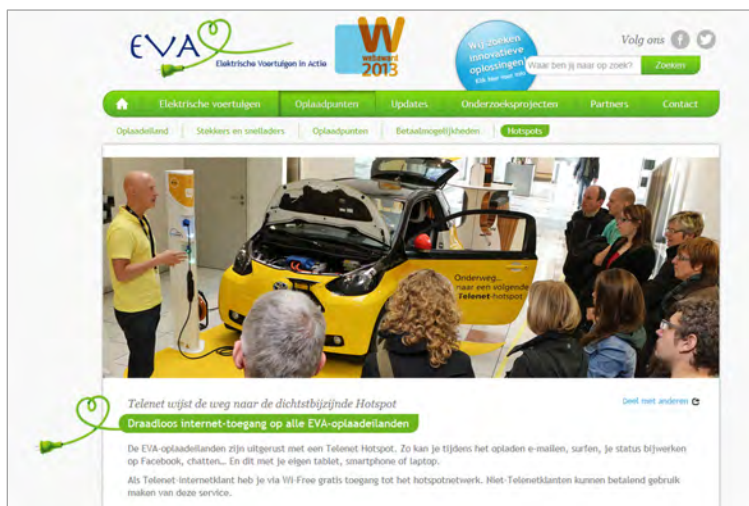 EVA
Elektrische Voertuigen in Actie
webaward
2013
Wij zoeken
innovatieve
oplossingen
Klik hier voor info
Volg ons
Waar ben jij naar op zoek?
Zoeken
Elektrische voertuigen
Oplaadpunten
Updates
Onderzoeksprojecten
Partners
Contact
Oplaadeiland
Stekkers en snelladers
Oplaadpunten
Betaalmogelijkheden
Hotspots
Onderweg...
naar een volgende
Telenet-hotspot
Telenet wijst de weg naar de dichtstbijzijnde Hotspot
Deel met anderen
Draadloos internet-toegang op alle EVA-oplaadeilanden
De EVA-oplaadeilanden zijn uitgerust met een Telenet Hotspot. Zo kan je tijdens het opladen e-mailen, surfen, je status bijwerken
op Facebook, chatten... En dit met je eigen tablet, smartphone of laptop.
Als Telenet-internetklant heb je via Wi-Free gratis toegang tot het hotspotnetwerk. Niet-Telenetklanten kunnen betalend gebruik
maken van deze service.